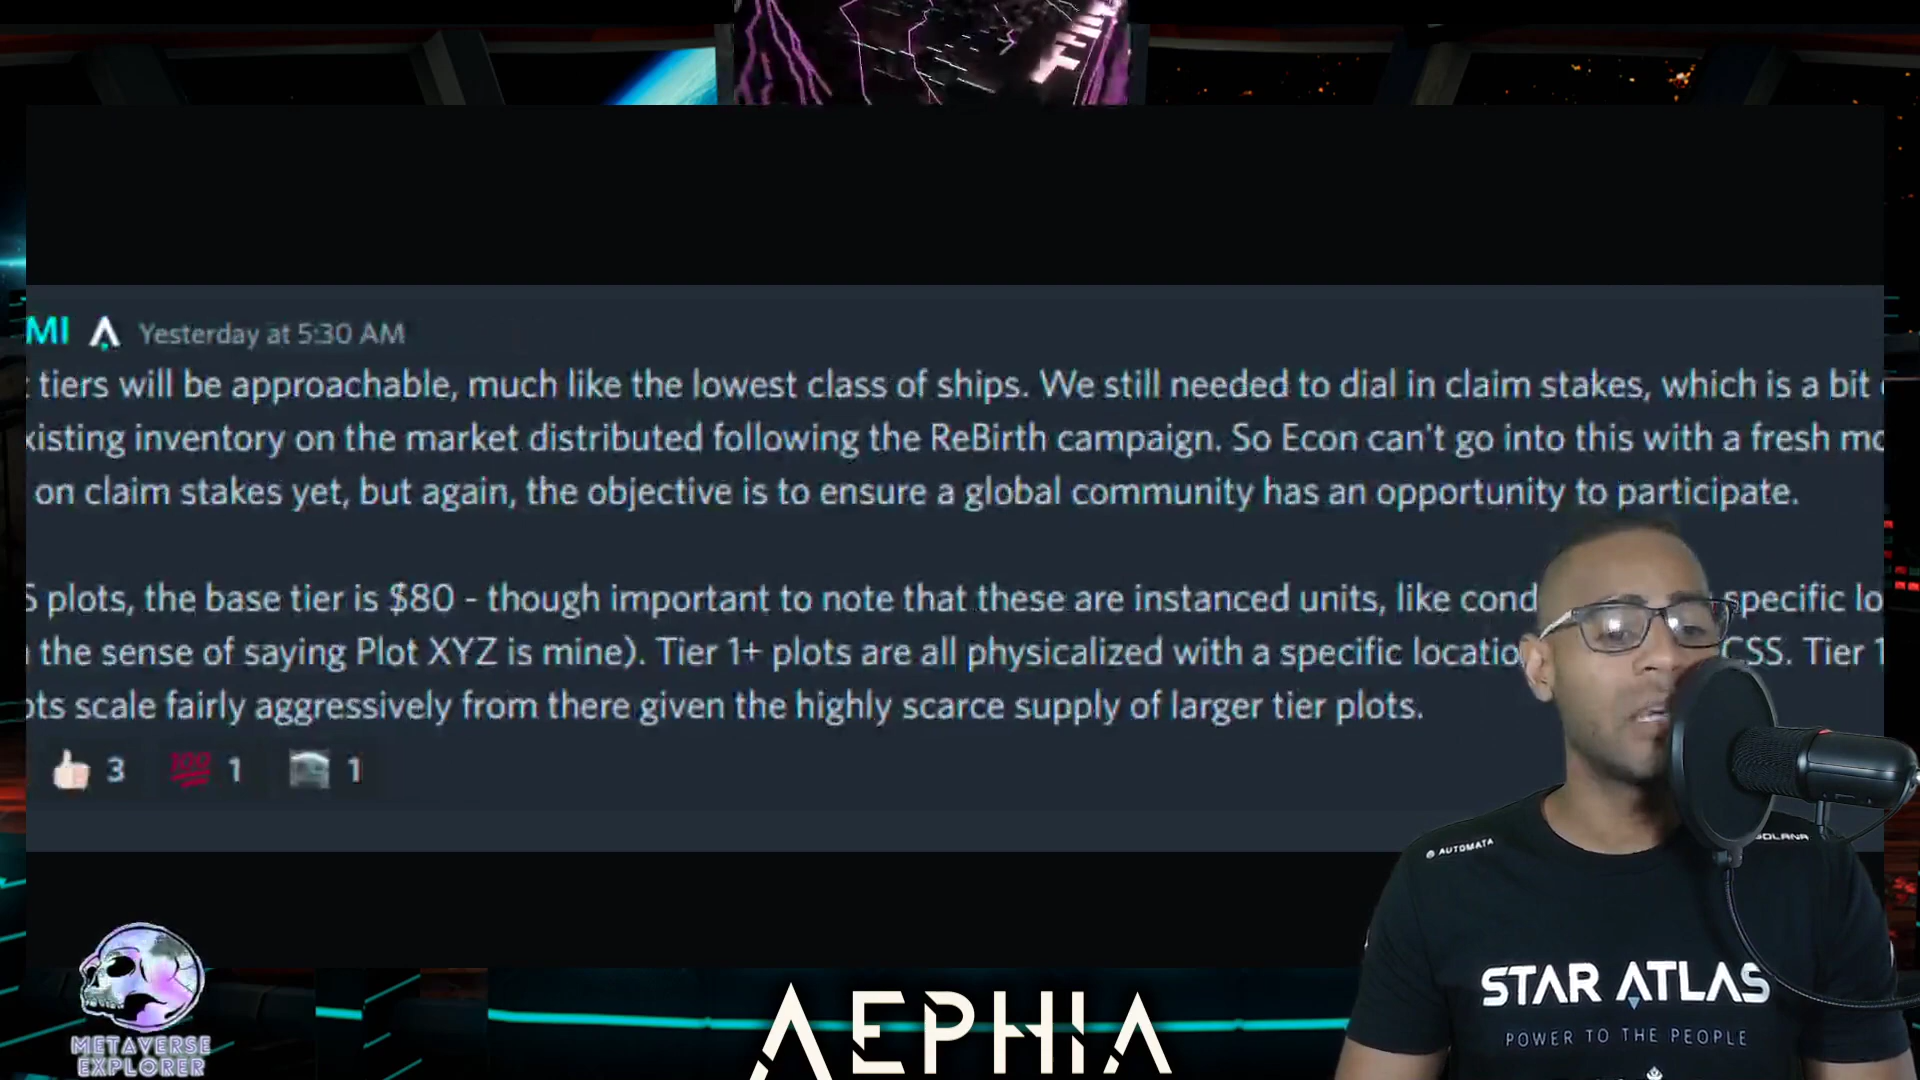 MI Yesterday at 5:30 AM
tiers will be approachable, much like the lowest class of ships. We still needed to dial in claim stakes, which is a bit
xisting inventory on the market distributed following the ReBirth campaign. So Econ can't go into this with a fresh mo
on claim stakes yet, but again, the objective is to ensure a global community has an opportunity to participate.
S plots, the base tier is $80 - though important to note that these are instanced units, like cond specific lo
the sense of saying Plot XYZ is mine). Tier 1+ plots are all physicalized with a specific locatio CSS. Tier 1
ots scale fairly aggressively from there given the highly scarce supply of larger tier plots.
3 100 1 1
AUTOMATA
SOLANA
STAR ATLAS
POWER TO THE PEOPLE
METAVERSE
EXPLORER
AEPHIA